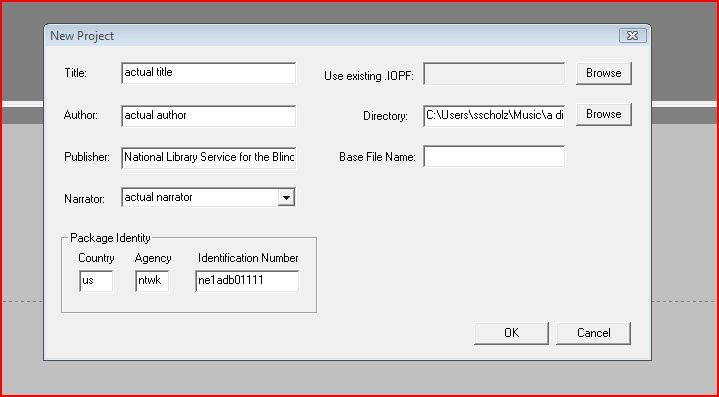 New Project
Title:
actual title
Use existing .IOPF:
Browse
Author:
actual author
Directory:
C:\Users\sscholz\Music\a di
Browse
Publisher:
National Library Service for the Blind
Base File Name:
Narrator:
actual narrator
Package Identity
Country
Agency
Identification Number
us
ntwk
ne1adb01111
OK
Cancel